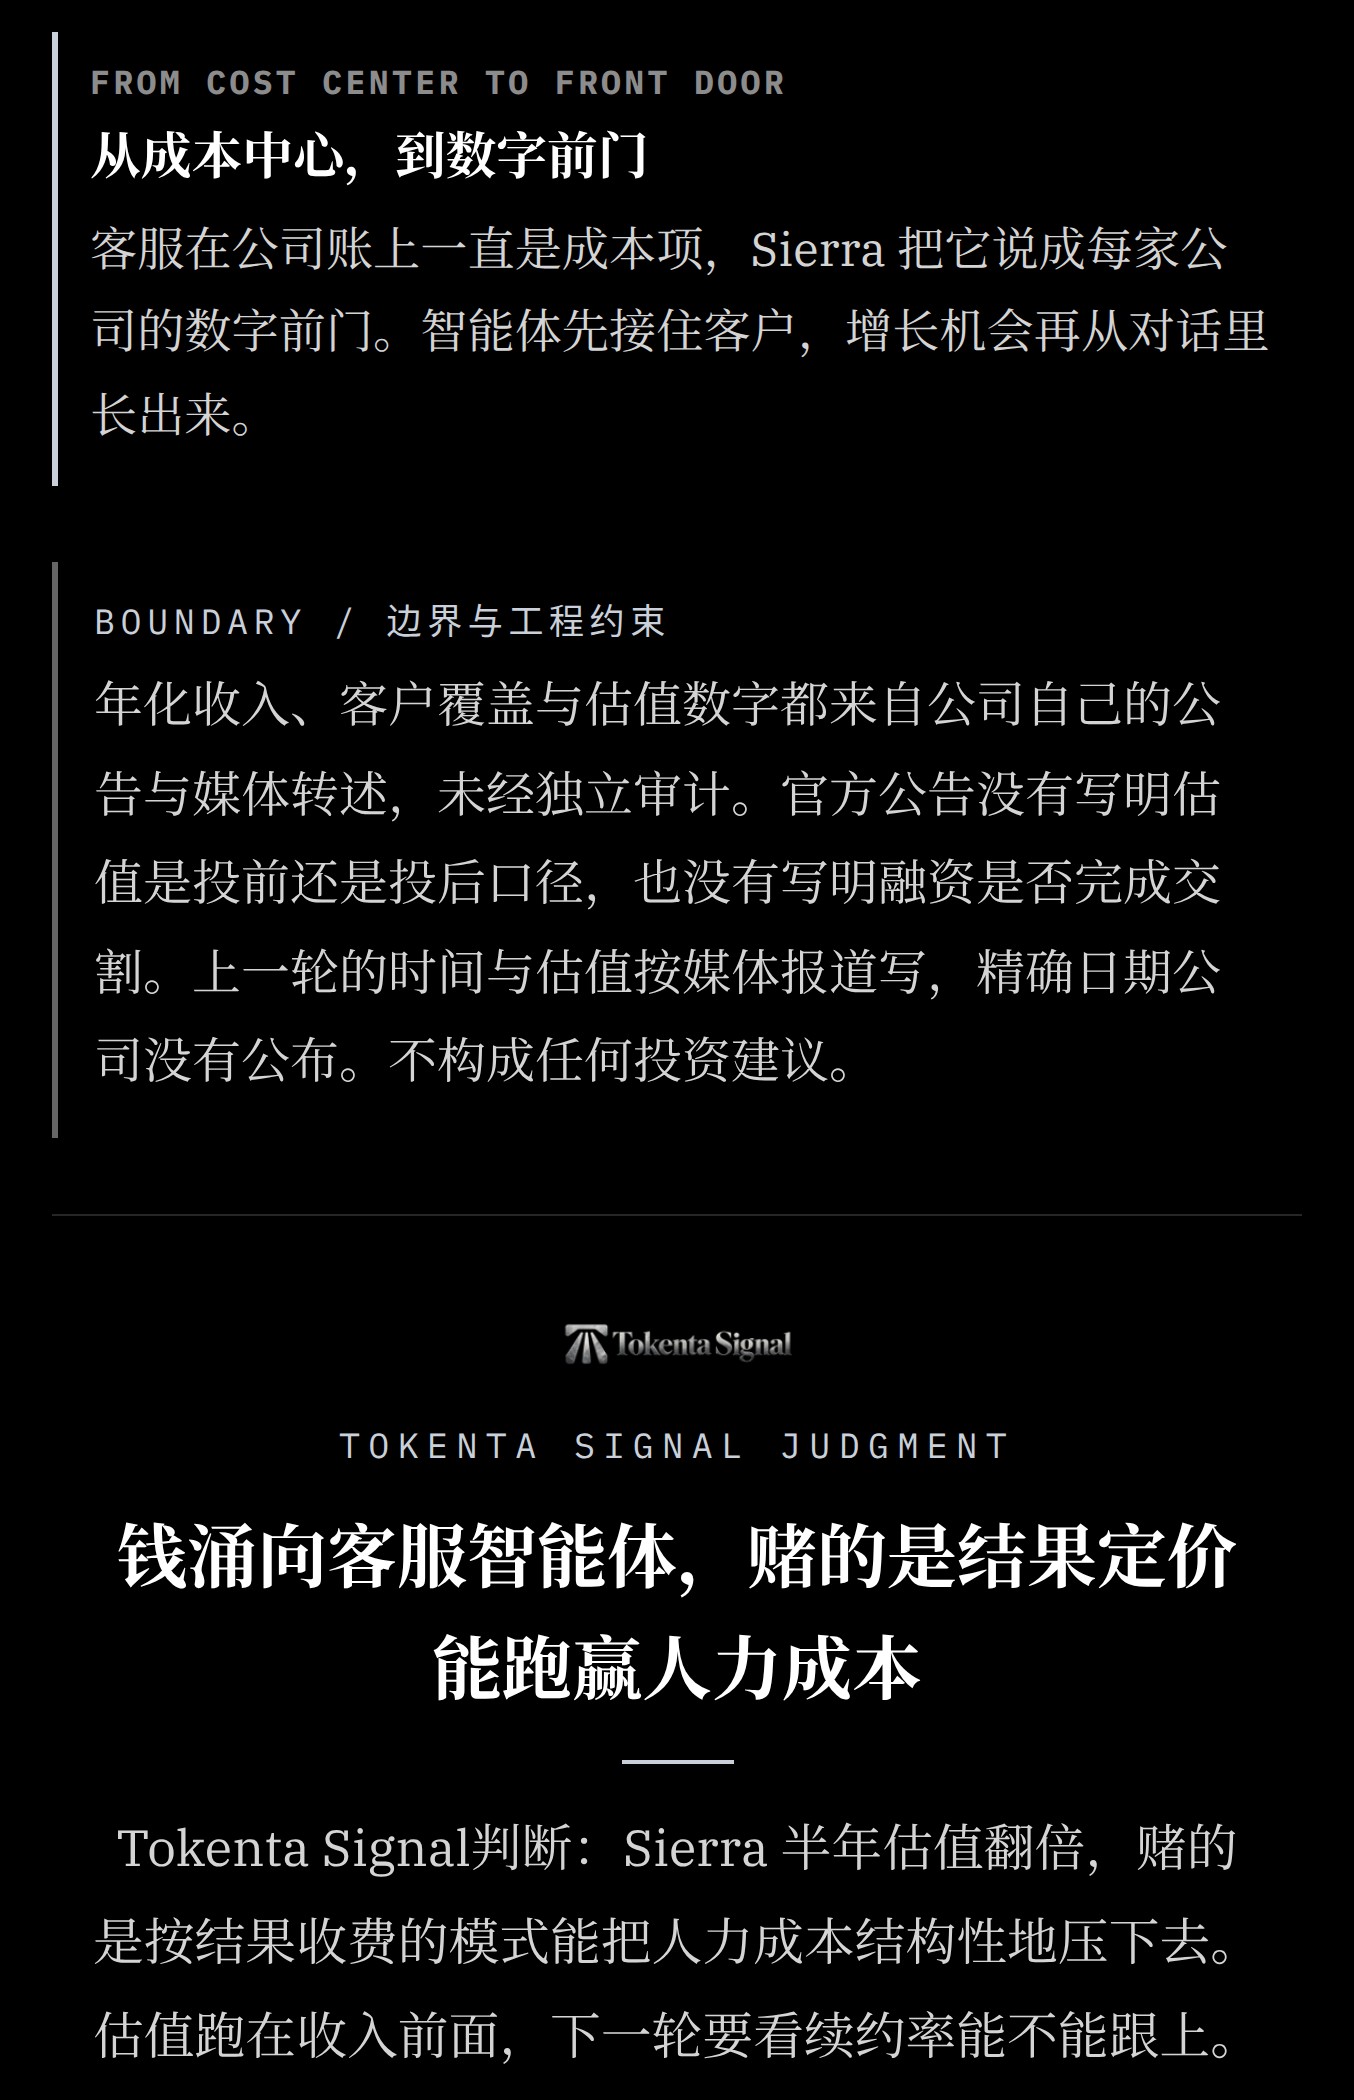 FROM COST CENTER TO FRONT DOOR
从成本中心，到数字前门
客服在公司账上一直是成本项，Sierra 把它说成每家公
司的数字前门。智能体先接住客户，增长机会再从对话里
长出来。
BOUNDARY / 边界与工程约束
年化收入、客户覆盖与估值数字都来自公司自己的公
告与媒体转述，未经独立审计。官方公告没有写明估
值是投前还是投后口径，也没有写明融资是否完成交
割。上一轮的时间与估值按媒体报道写，精确日期公
司没有公布。不构成任何投资建议。
Tokenta Signal
TOKENTA SIGNAL JUDGMENT
钱涌向客服智能体，赌的是结果定价
能跑赢人力成本
Tokenta Signal判断：Sierra 半年估值翻倍，赌的
是按结果收费的模式能把人力成本结构性地压下去。
估值跑在收入前面，下一轮要看续约率能不能跟上。